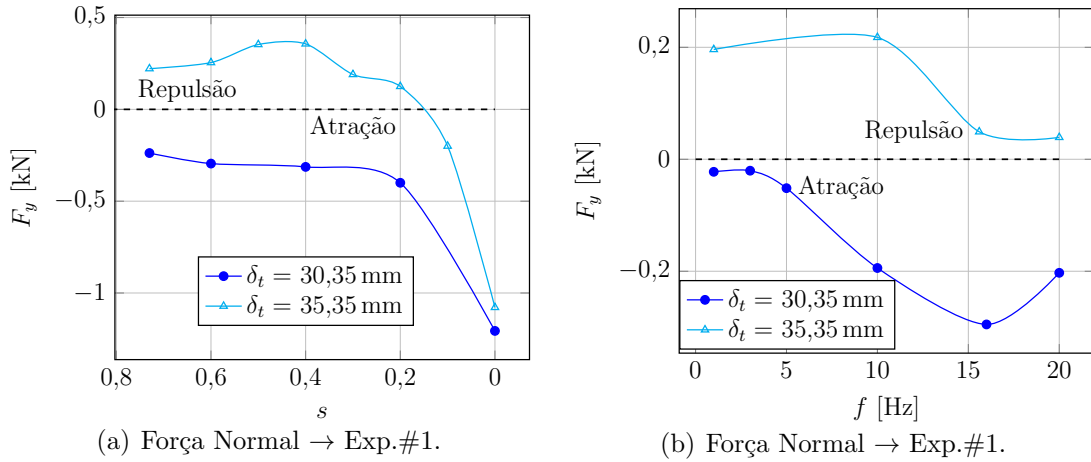 0,5
0
−0,5
−1
F_y [kN]
Repulsão
Atração
δ_t = 30,35 mm
δ_t = 35,35 mm
0,8 0,6 0,4 0,2 0
s
(a) Força Normal → Exp.#1.
0,2
0
−0,2
F_y [kN]
Repulsão
Atração
δ_t = 30,35 mm
δ_t = 35,35 mm
0 5 10 15 20
f [Hz]
(b) Força Normal → Exp.#1.